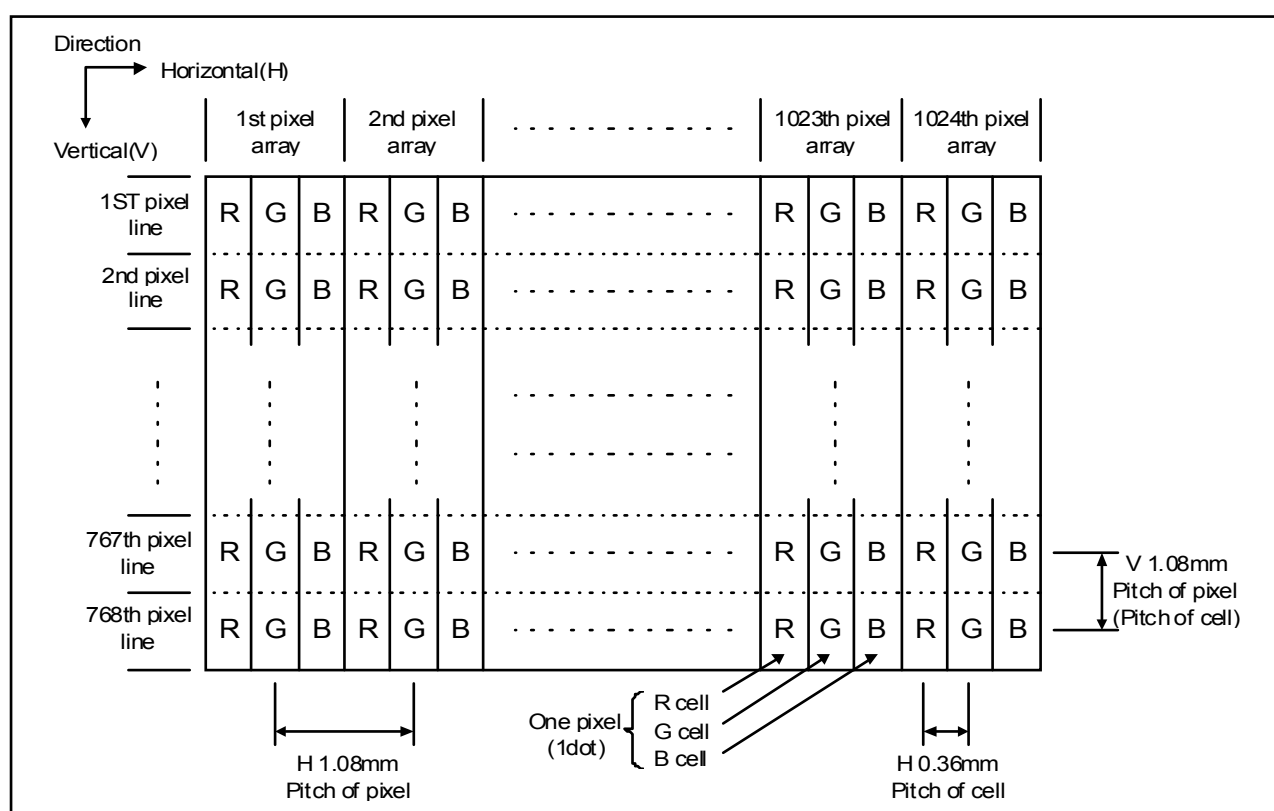 Direction
Horizontal(H)
Vertical(V)
1st pixel
array
2nd pixel
array
1023th pixel
array
1024th pixel
array
1ST pixel
line
R G B R G B R G B R G B
2nd pixel
line
R G B R G B R G B R G B
767th pixel
line
R G B R G B R G B R G B
768th pixel
line
R G B R G B R G B R G B
V 1.08mm
Pitch of pixel
(Pitch of cell)
One pixel
(1dot)
R cell
G cell
B cell
H 1.08mm
Pitch of pixel
H 0.36mm
Pitch of cell